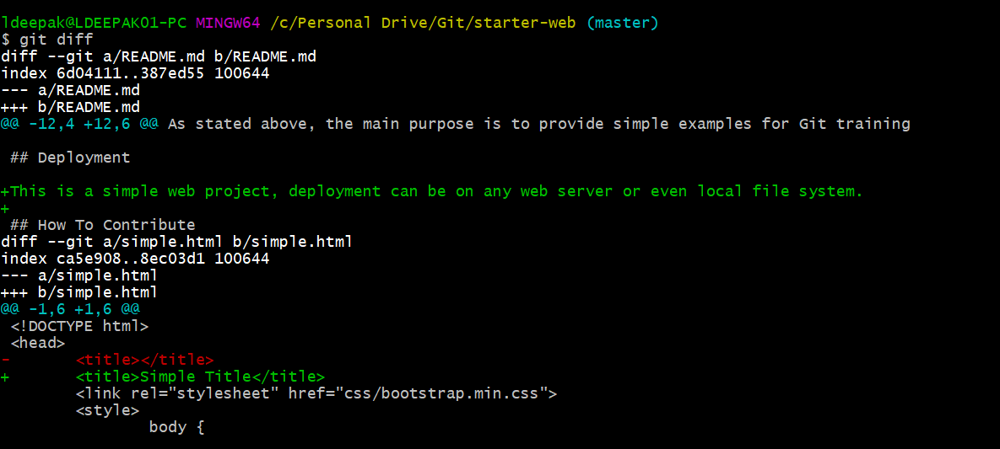 ldeepak@LDEEPAK01-PC MINGW64 /c/Personal Drive/Git/starter-web (master)
$ git diff
diff --git a/README.md b/README.md
index 6d04111..387ed55 100644
--- a/README.md
+++ b/README.md
@@ -12,4 +12,6 @@ As stated above, the main purpose is to provide simple examples for Git training

 ## Deployment

+This is a simple web project, deployment can be on any web server or even local file system.
+
 ## How To Contribute
diff --git a/simple.html b/simple.html
index ca5e908..8ec03d1 100644
--- a/simple.html
+++ b/simple.html
@@ -1,6 +1,6 @@
 <!DOCTYPE html>
 <head>
-       <title></title>
+       <title>Simple Title</title>
        <link rel="stylesheet" href="css/bootstrap.min.css">
        <style>
                body {